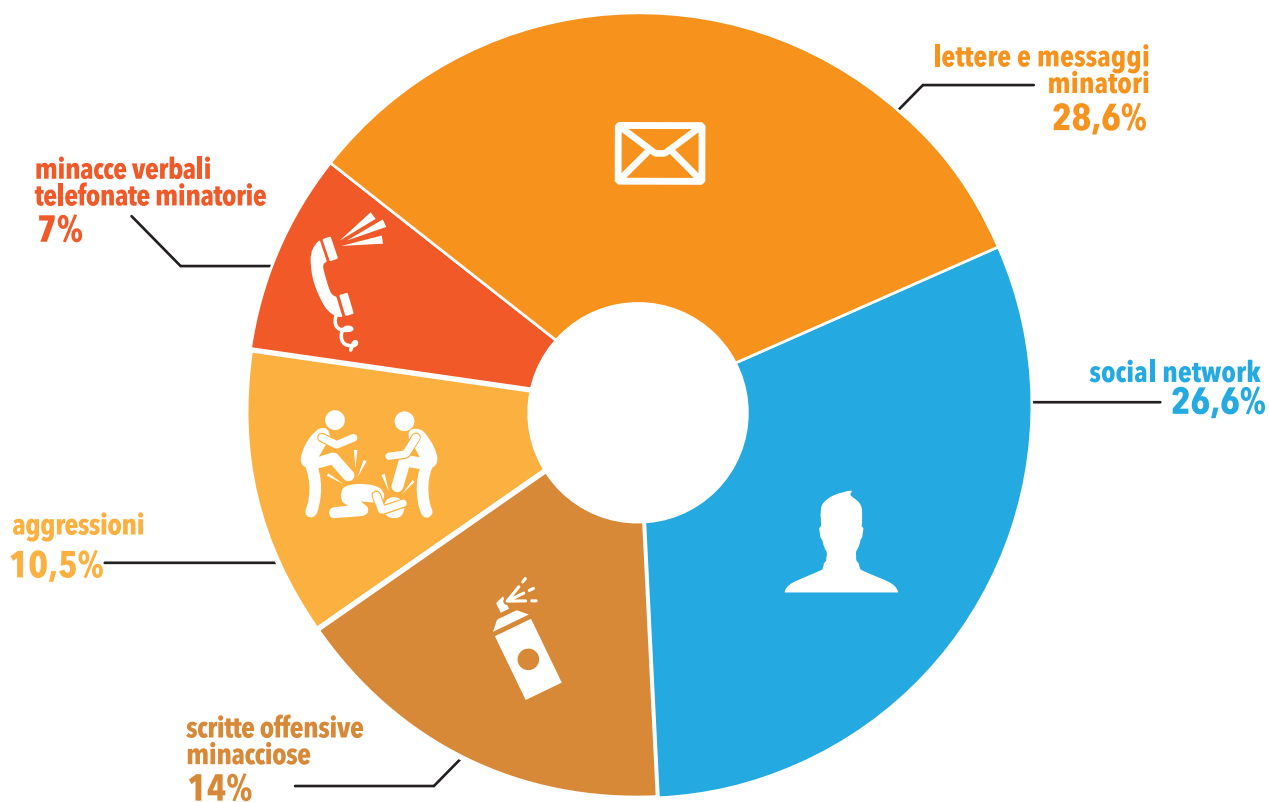 lettere e messaggi
minatori
28,6%
minacce verbali
telefonate minatorie
7%
social network
26,6%
aggressioni
10,5%
scritte offensive
minacciose
14%